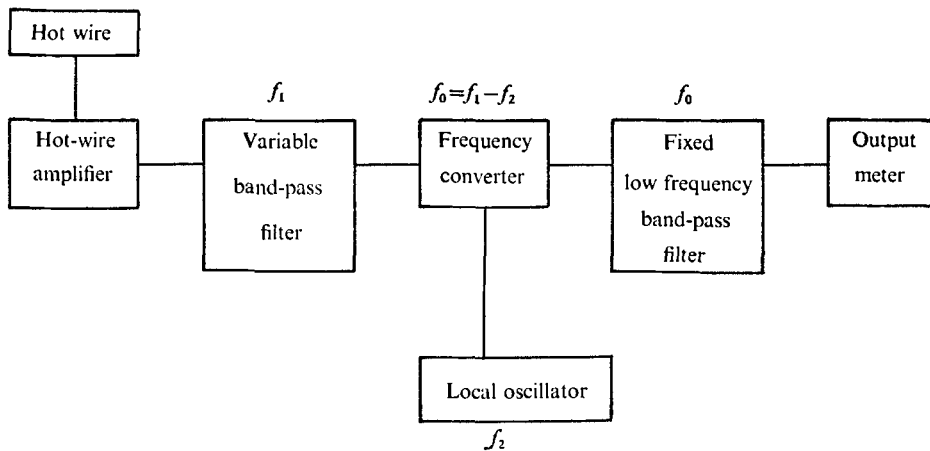 Hot wire
f₁
f₀=f₁−f₂
f₀
Hot-wire
amplifier
Variable
band-pass
filter
Frequency
converter
Fixed
low frequency
band-pass
filter
Output
meter
Local oscillator
f₂